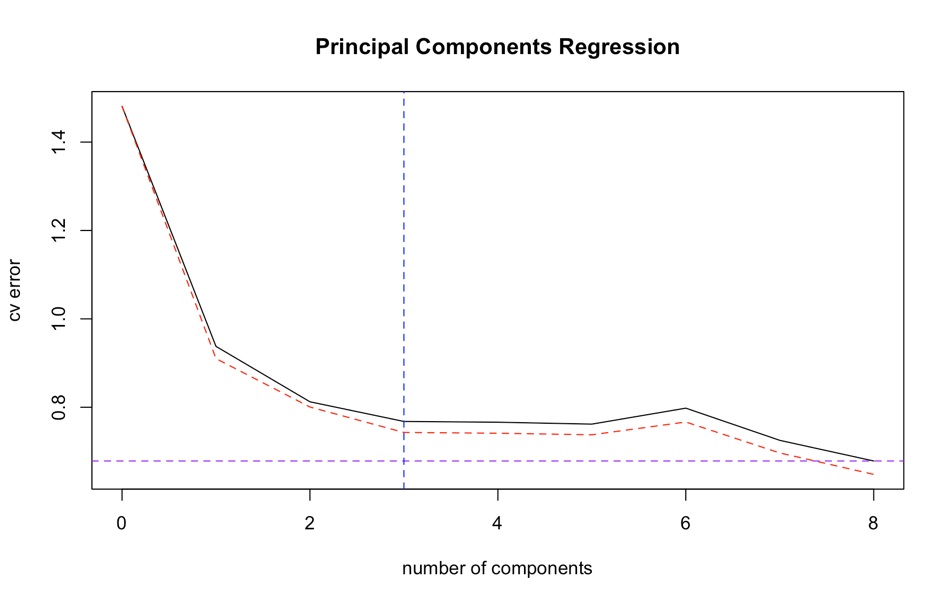 Principal Components Regression
cv error
1.4
1.2
1.0
0.8
0 2 4 6 8
number of components